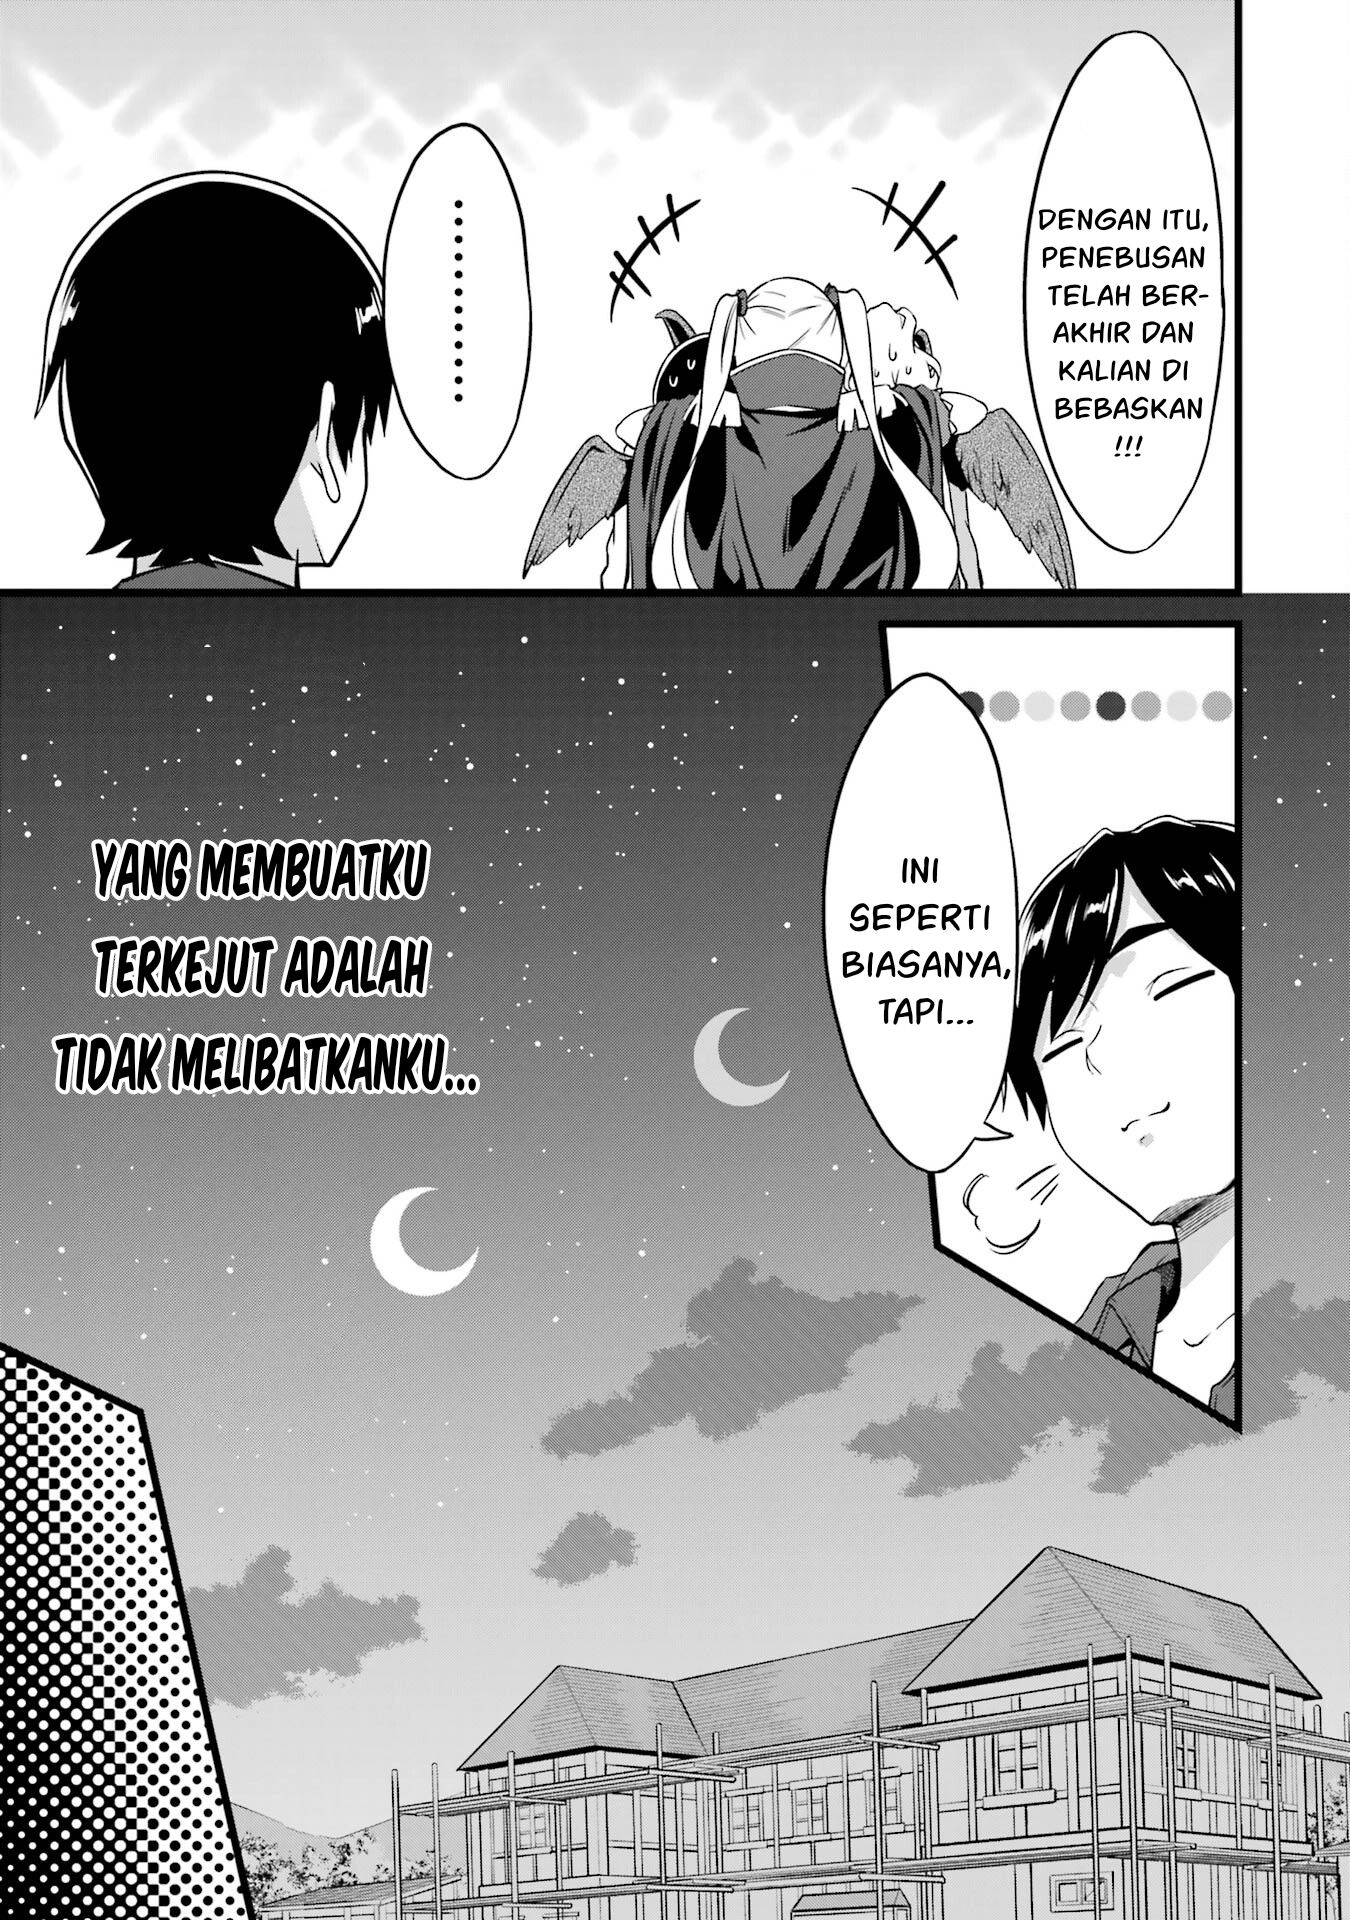 DENGAN ITU,
PENEBUSAN
TELAH BER-
AKHIR DAN
KALIAN DI
BEBASKAN
!!!
..........
INI
SEPERTI
BIASANYA,
TAPI...
YANG MEMBUATKU
TERKEJUT ADALAH
TIDAK MELIBATKANKU...